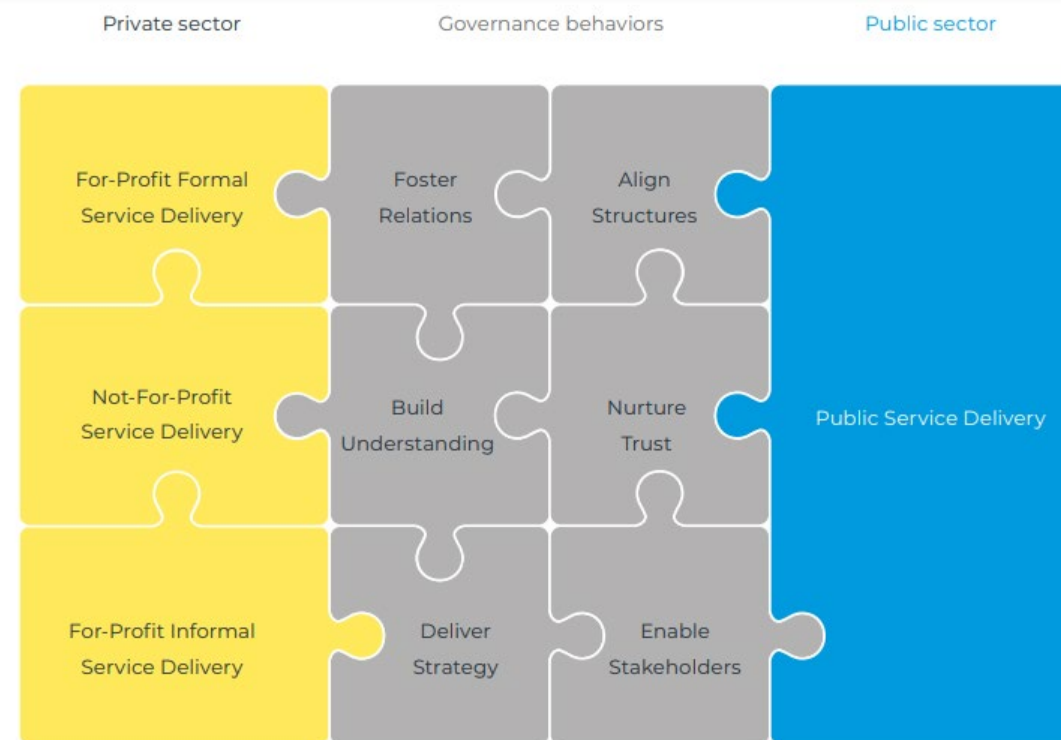 Private sector
Governance behaviors
Public sector
For-Profit Formal
Service Delivery
Foster
Relations
Align
Structures
Not-For-Profit
Service Delivery
Build
Understanding
Nurture
Trust
Public Service Delivery
For-Profit Informal
Service Delivery
Deliver
Strategy
Enable
Stakeholders